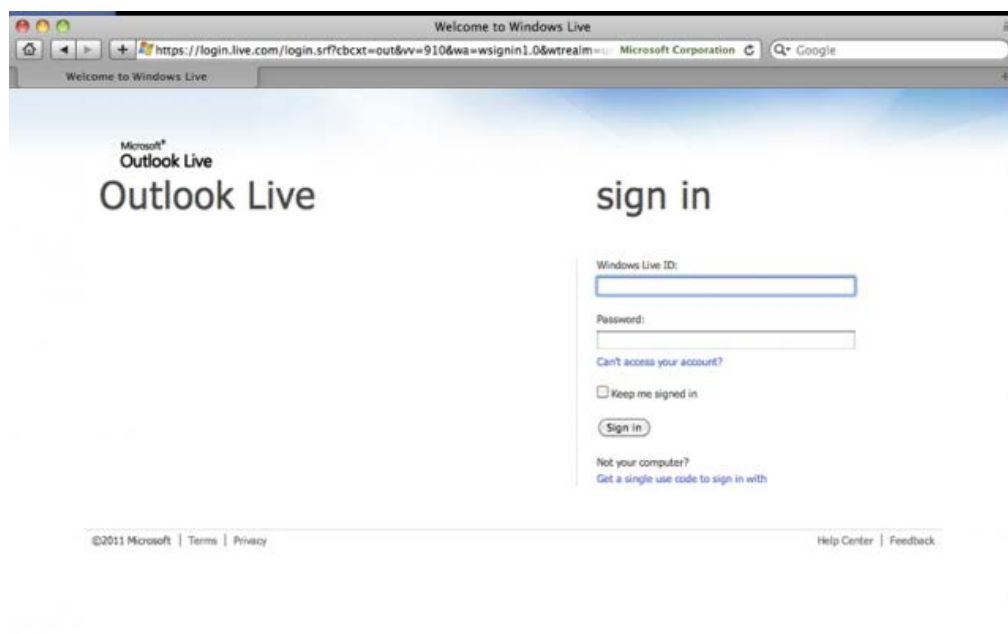 Welcome to Windows Live
https://login.live.com/login.srf?cbcxt=out&vv=910&wa=wsignin1.0&wtrealm=u Microsoft Corporation Google
Welcome to Windows Live
Microsoft®
Outlook Live
Outlook Live
sign in
Windows Live ID:
Password:
Can't access your account?
Keep me signed in
Sign in
Not your computer?
Get a single use code to sign in with
©2011 Microsoft | Terms | Privacy Help Center | Feedback